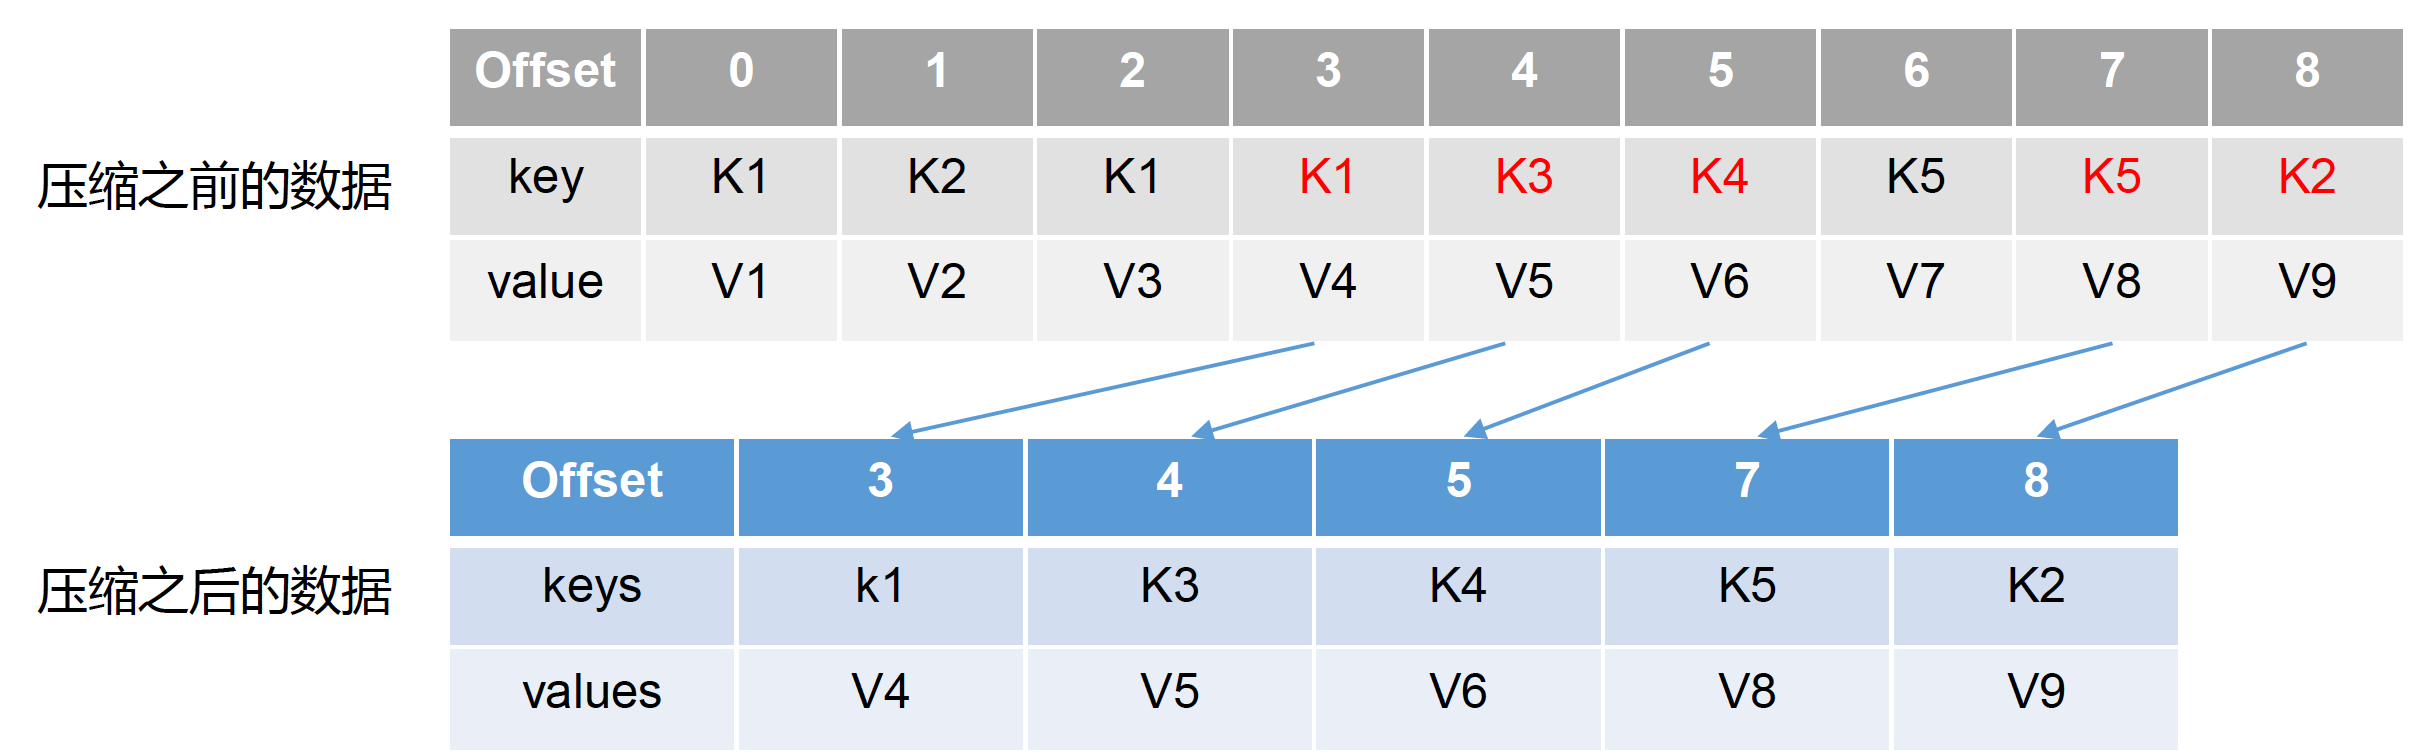 Offset 0 1 2 3 4 5 6 7 8
压缩之前的数据 key K1 K2 K1 K1 K3 K4 K5 K5 K2
value V1 V2 V3 V4 V5 V6 V7 V8 V9
Offset 3 4 5 7 8
压缩之后的数据 keys k1 K3 K4 K5 K2
values V4 V5 V6 V8 V9